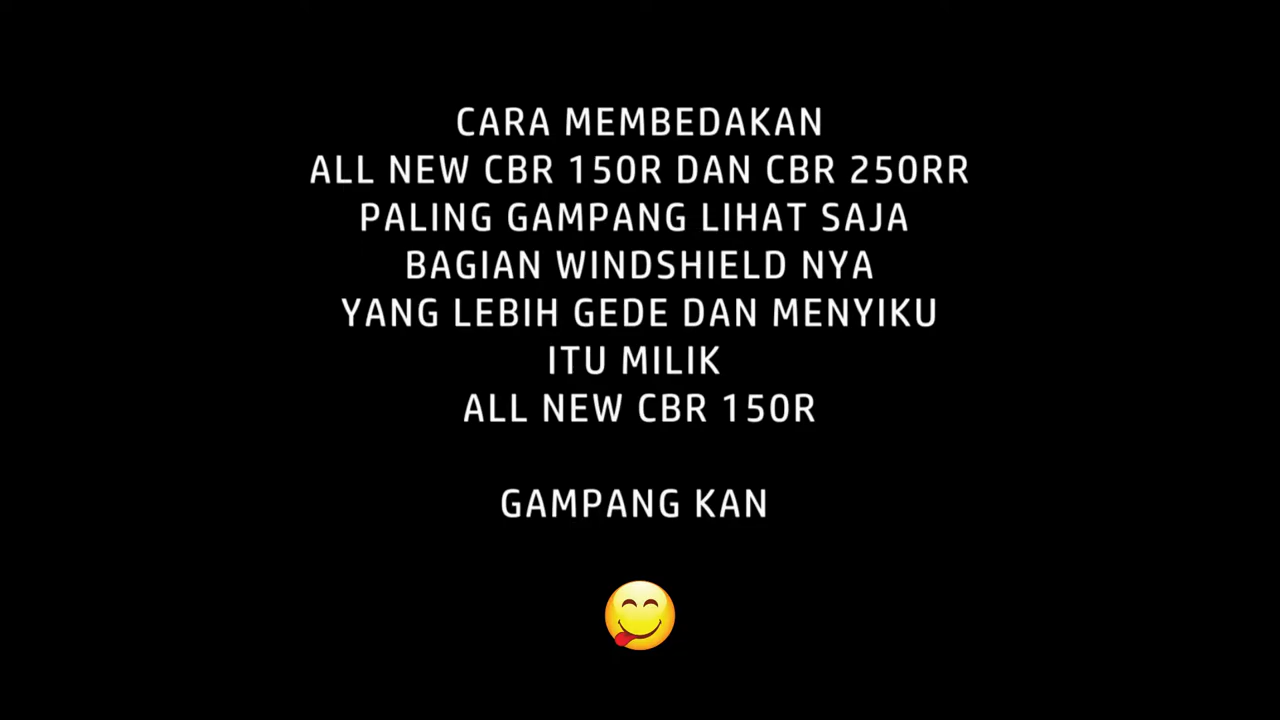 CARA MEMBEDAKAN
ALL NEW CBR 150R DAN CBR 250RR
PALING GAMPANG LIHAT SAJA
BAGIAN WINDSHIELD NYA
YANG LEBIH GEDE DAN MENYIKU
ITU MILIK
ALL NEW CBR 150R
GAMPANG KAN